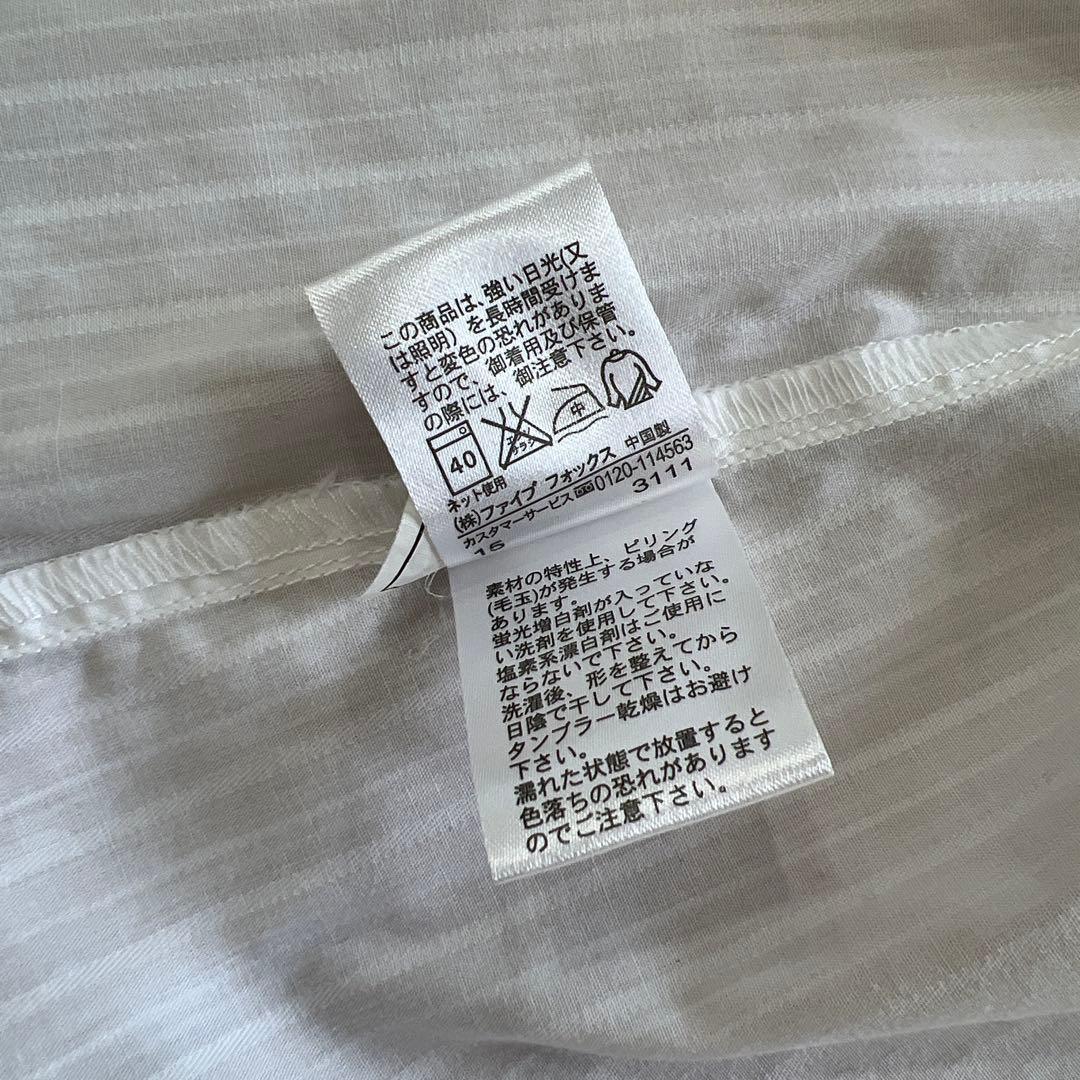 この商品は、強い日光(又
は照明)を長時間受けま
すと変色の恐れがありま
すので、御着用及び保管
の際には、御注意下さい。
40
エンソ
サラシ
中
ネット使用
(株)ファイブ フォックス 中国製
カスタマーサービス 0120-114563
3111
素材の特性上、ピリング
(毛玉)が発生する場合が
あります。
蛍光増白剤が入っていな
い洗剤を使用して下さい。
塩素系漂白剤はご使用に
ならないで下さい。
洗濯後、形を整えてから
日陰で干して下さい。
タンブラー乾燥はお避け
下さい。
濡れた状態で放置すると
色落ちの恐れがあります
のでご注意下さい。